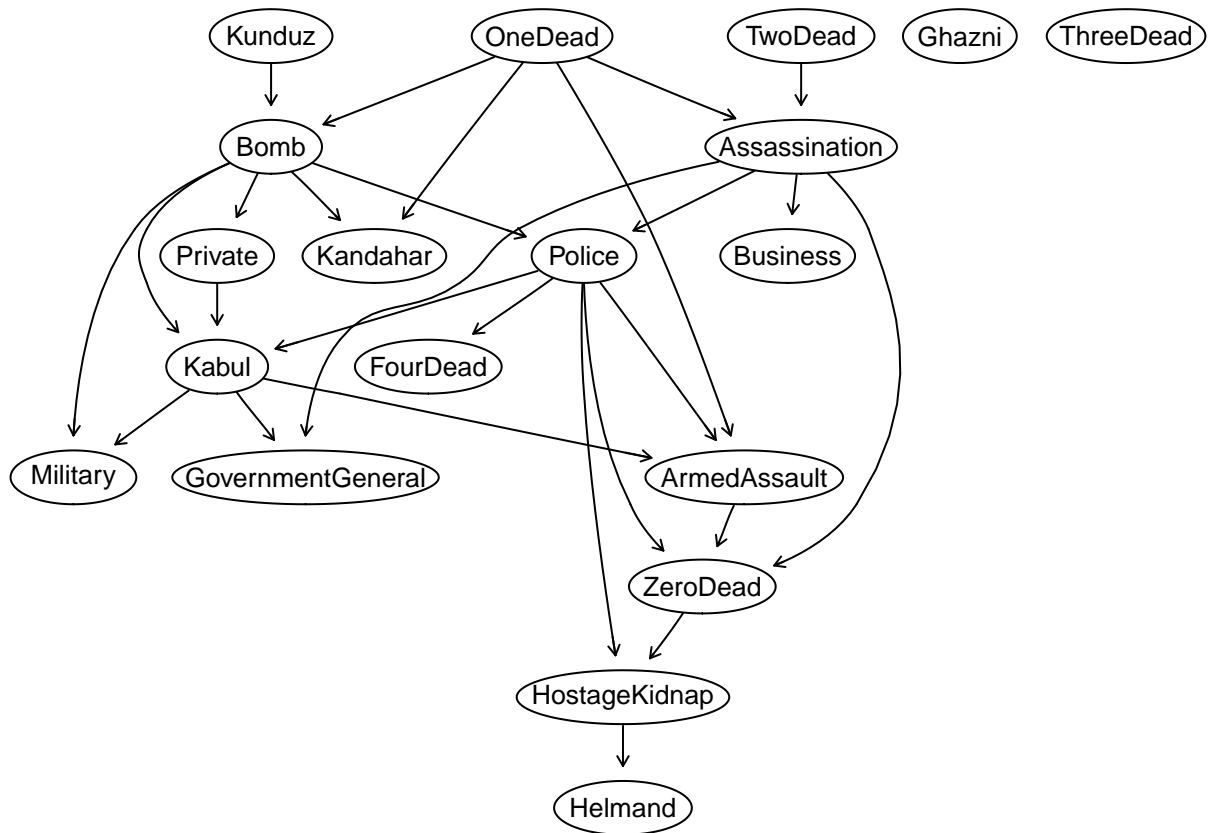 Kunduz
OneDead
TwoDead
Ghazni
ThreeDead
Bomb
Assassination
Private
Kandahar
Police
Business
Kabul
FourDead
Military
GovernmentGeneral
ArmedAssault
ZeroDead
HostageKidnap
Helmand